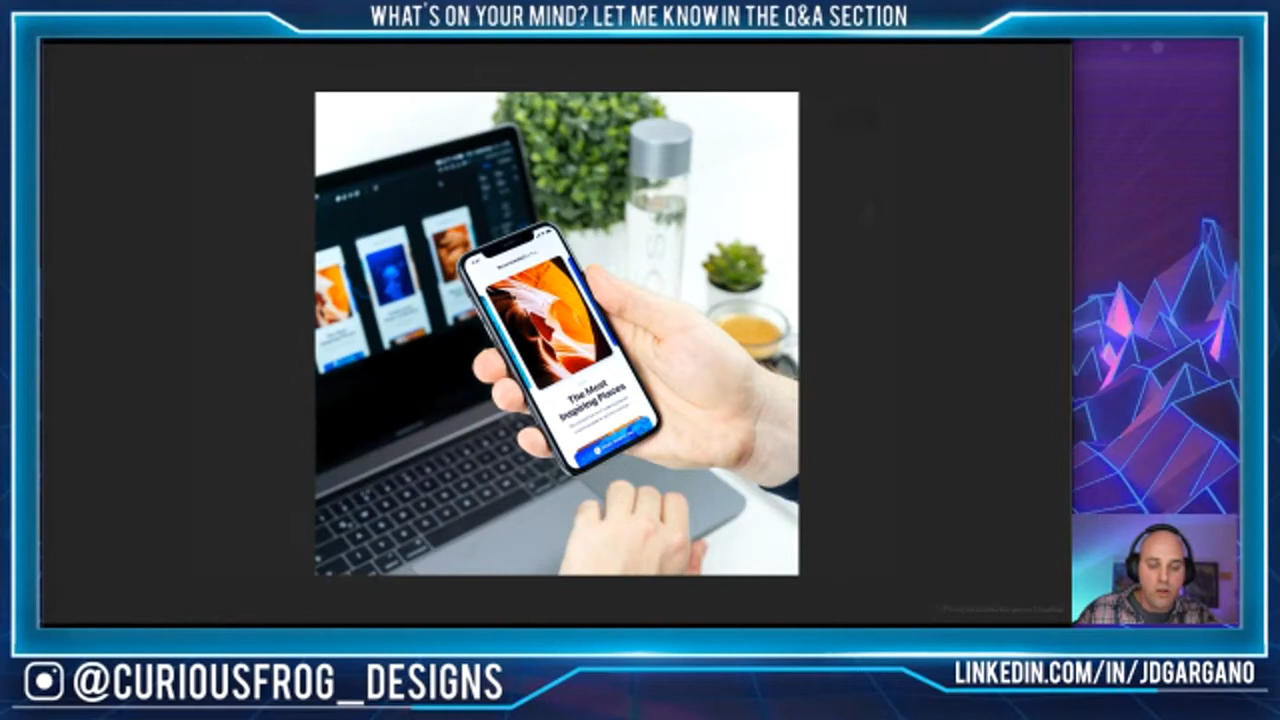 WHAT'S ON YOUR MIND? LET ME KNOW IN THE Q&A SECTION
The Most
Inspiring Places
@CURIOUSFROG_DESIGNS
LINKEDIN.COM/IN/JDGARGANO